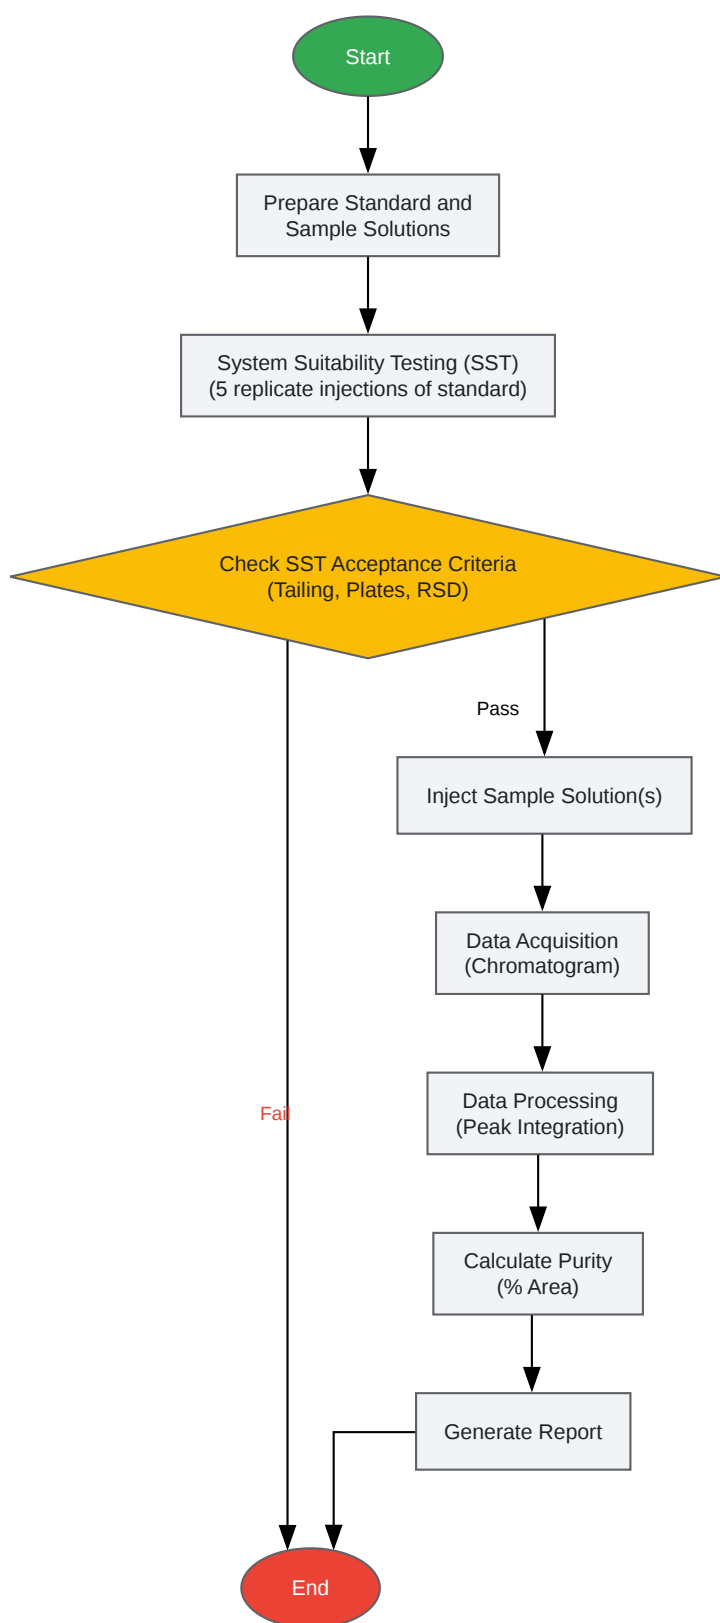 Start
Prepare Standard and
Sample Solutions
System Suitability Testing (SST)
(5 replicate injections of standard)
Check SST Acceptance Criteria
(Tailing, Plates, RSD)
Pass
Inject Sample Solution(s)
Data Acquisition
(Chromatogram)
Data Processing
(Peak Integration)
Fail
Calculate Purity
(% Area)
Generate Report
End